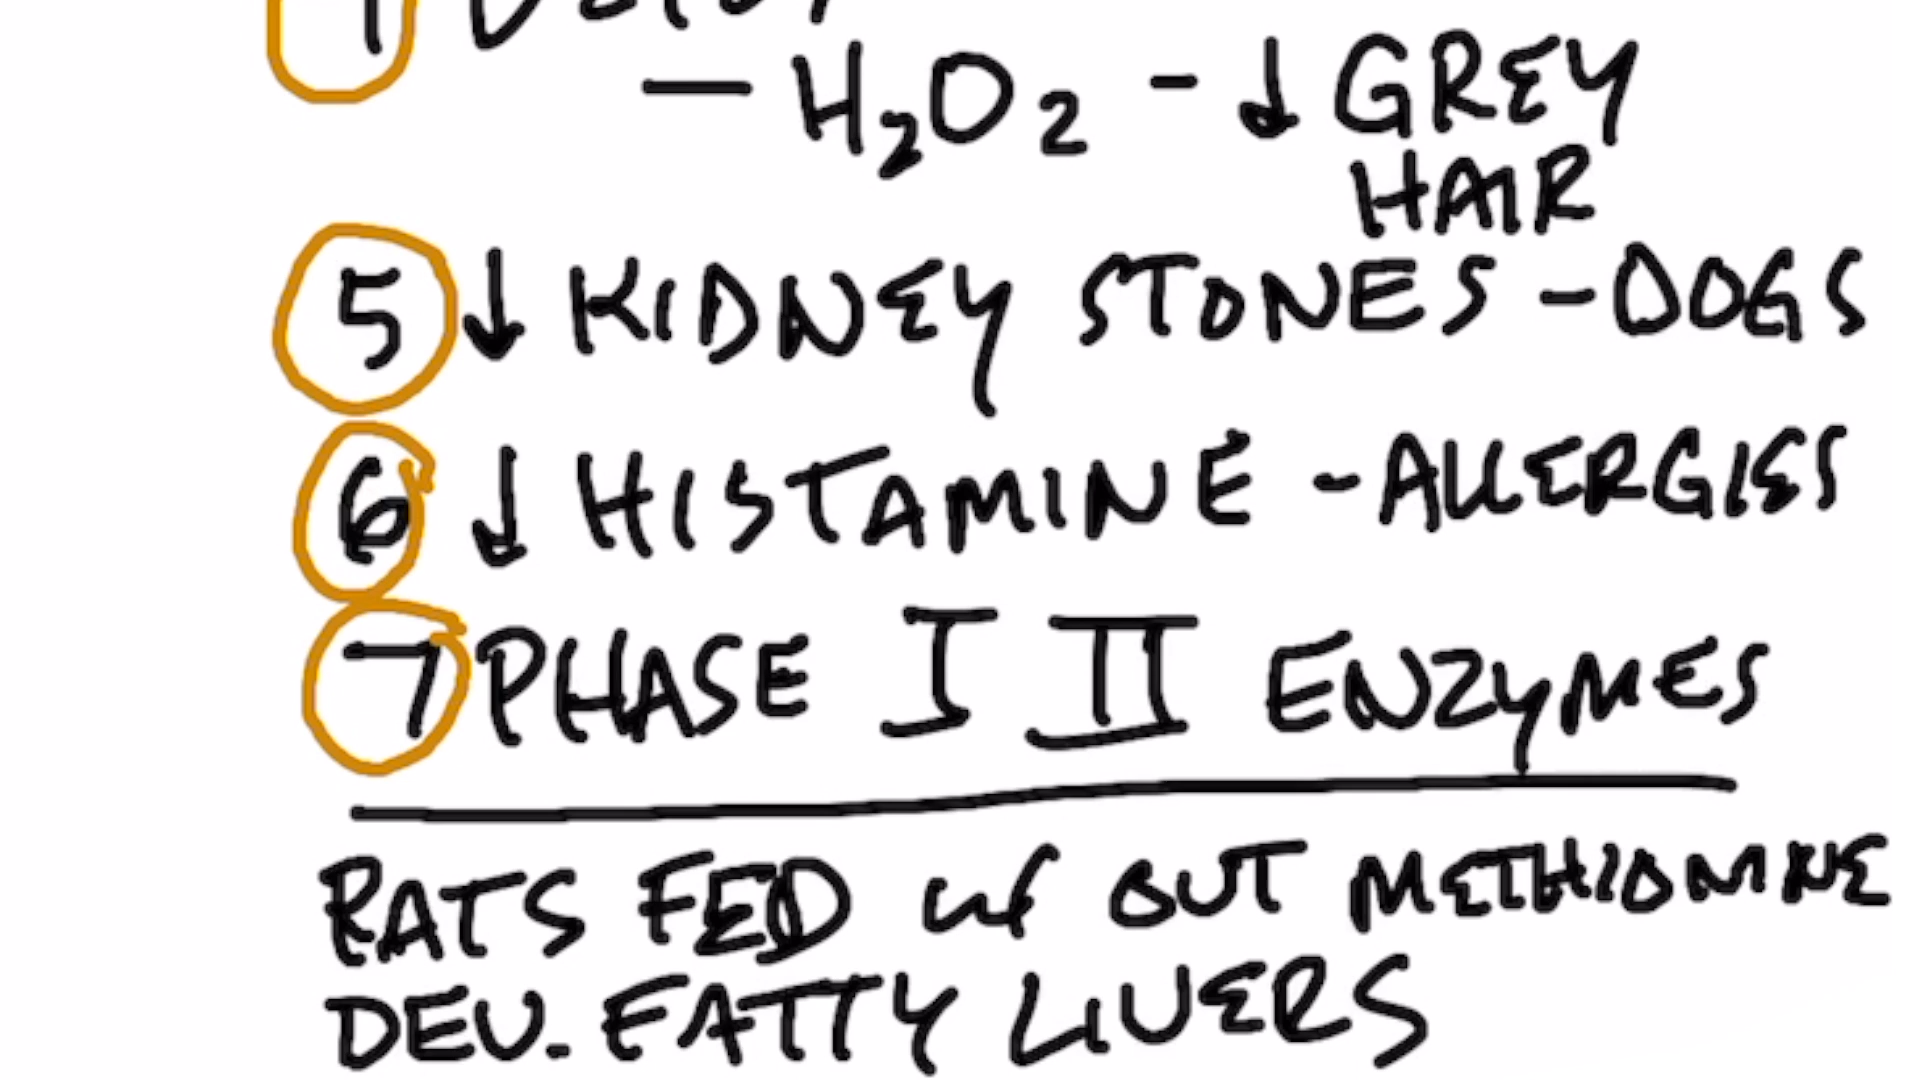 — H₂O₂ - ↓ GREY
HAIR
5 ↓ KIDNEY STONES - DOGS
6 ↓ HISTAMINE - ALLERGIES
7 PHASE I II ENZYMES
RATS FED w/ OUT METHIONINE
DEV. FATTY LIVERS